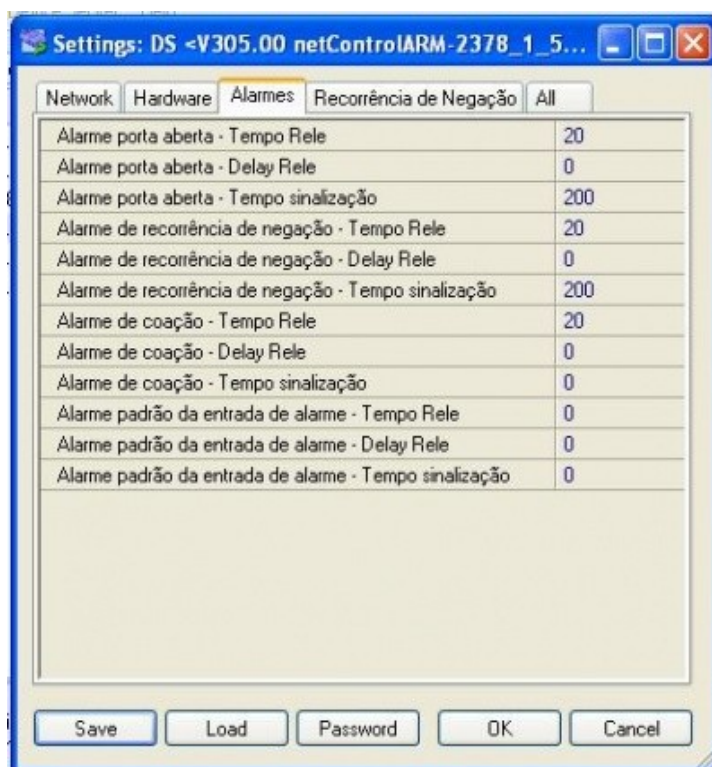 Settings: DS <V305.00 netControlARM-2378_1_5...
Network Hardware Alarmes Recorrência de Negação All
Alarme porta aberta - Tempo Rele 20
Alarme porta aberta - Delay Rele 0
Alarme porta aberta - Tempo sinalização 200
Alarme de recorrência de negação - Tempo Rele 20
Alarme de recorrência de negação - Delay Rele 0
Alarme de recorrência de negação - Tempo sinalização 200
Alarme de coação - Tempo Rele 20
Alarme de coação - Delay Rele 0
Alarme de coação - Tempo sinalização 0
Alarme padrão da entrada de alarme - Tempo Rele 0
Alarme padrão da entrada de alarme - Delay Rele 0
Alarme padrão da entrada de alarme - Tempo sinalização 0
Save Load Password OK Cancel